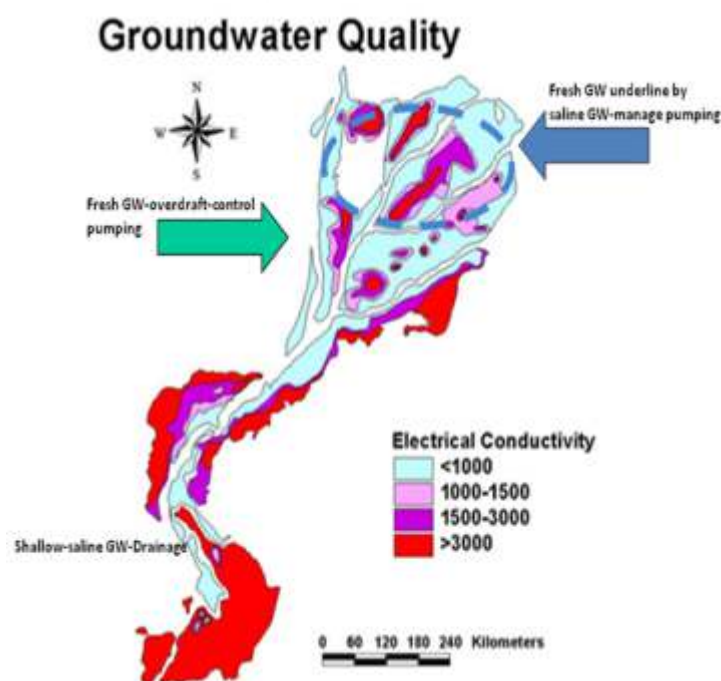 Groundwater Quality
N
W E
S
Fresh GW underline by
saline GW-manage pumping
Fresh GW-overdraft-control
pumping
Electrical Conductivity
<1000
1000-1500
1500-3000
>3000
Shallow-saline GW-Drainage
0 60 120 180 240 Kilometers